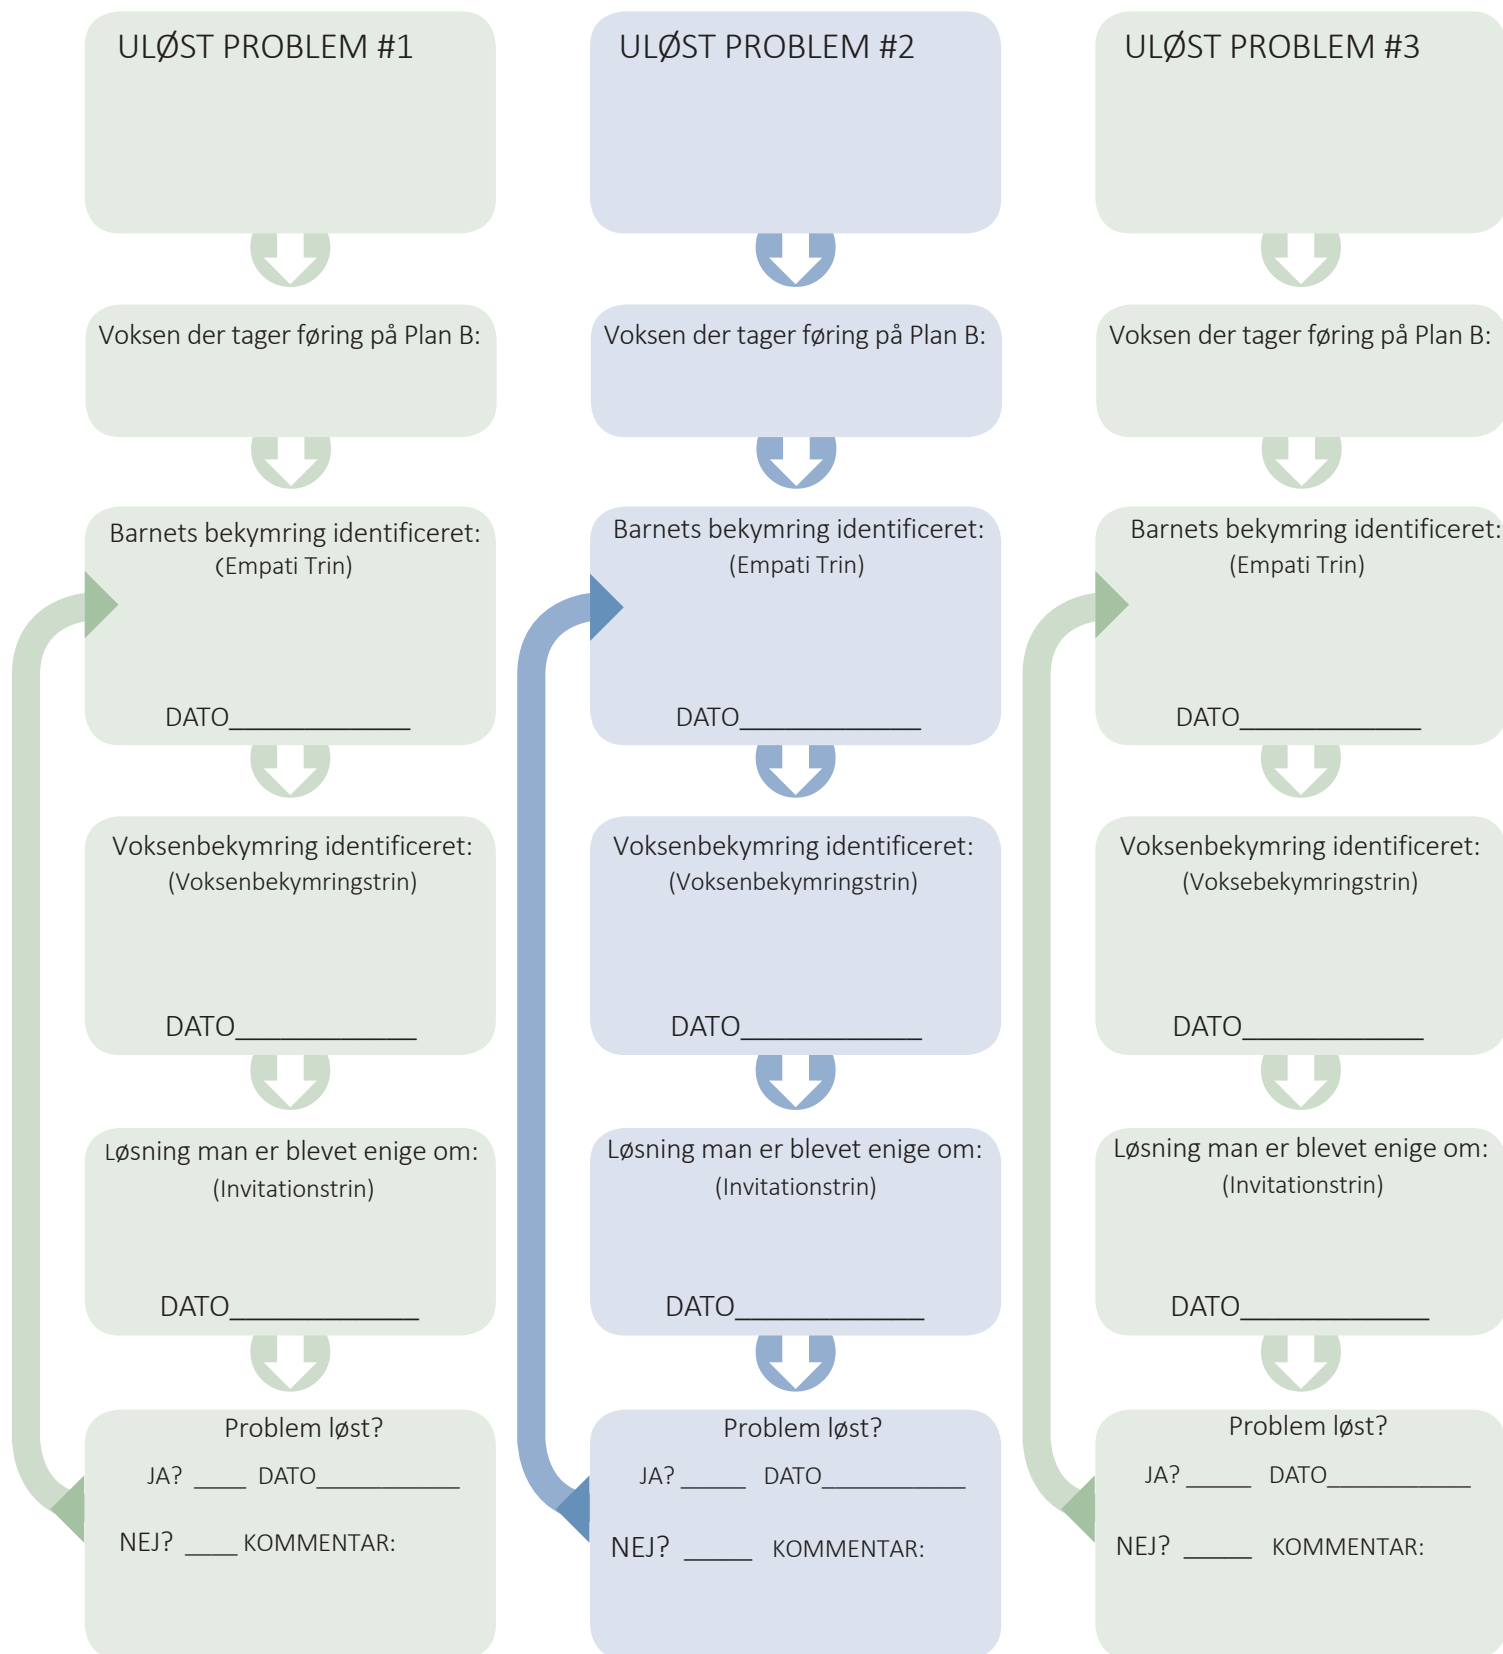 ULØST PROBLEM #1
Voksen der tager føring på Plan B:
Barnets bekymring identificeret:
(Empati Trin)
DATO_____________
Voksenbekymring identificeret:
(Voksenbekymringstrin)
DATO_____________
Løsning man er blevet enige om:
(Invitationstrin)
DATO_____________
Problem løst?
JA? ____ DATO___________
NEJ? ____ KOMMENTAR:
ULØST PROBLEM #2
Voksen der tager føring på Plan B:
Barnets bekymring identificeret:
(Empati Trin)
DATO_____________
Voksenbekymring identificeret:
(Voksenbekymringstrin)
DATO_____________
Løsning man er blevet enige om:
(Invitationstrin)
DATO_____________
Problem løst?
JA? _____ DATO___________
NEJ? _____ KOMMENTAR:
ULØST PROBLEM #3
Voksen der tager føring på Plan B:
Barnets bekymring identificeret:
(Empati Trin)
DATO_____________
Voksenbekymring identificeret:
(Voksebekymringstrin)
DATO_____________
Løsning man er blevet enige om:
(Invitationstrin)
DATO_____________
Problem løst?
JA? _____ DATO___________
NEJ? _____ KOMMENTAR: